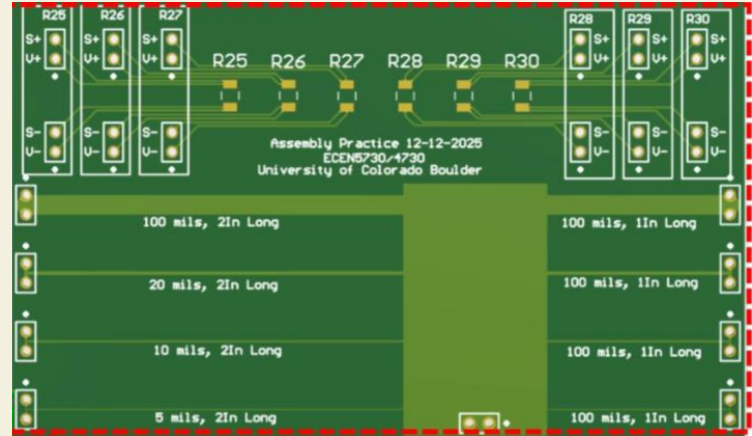 R25 R26 R27 R28 R29 R30
S+ S+ S+ S+ S+ S+
V+ V+ V+ V+ V+ V+
R25 R26 R27 R28 R29 R30
S- S- S- S- S- S-
V- V- V- V- V- V-
Assembly Practice 12-12-2025
ECEN5730/4730
University of Colorado Boulder
100 mils, 2In Long
100 mils, 1In Long
20 mils, 2In Long
100 mils, 1In Long
10 mils, 2In Long
100 mils, 1In Long
5 mils, 2In Long
100 mils, 1In Long